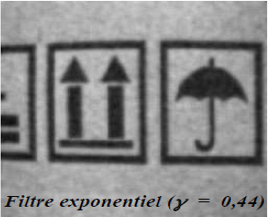 Filtre exponentiel (γ = 0,44)